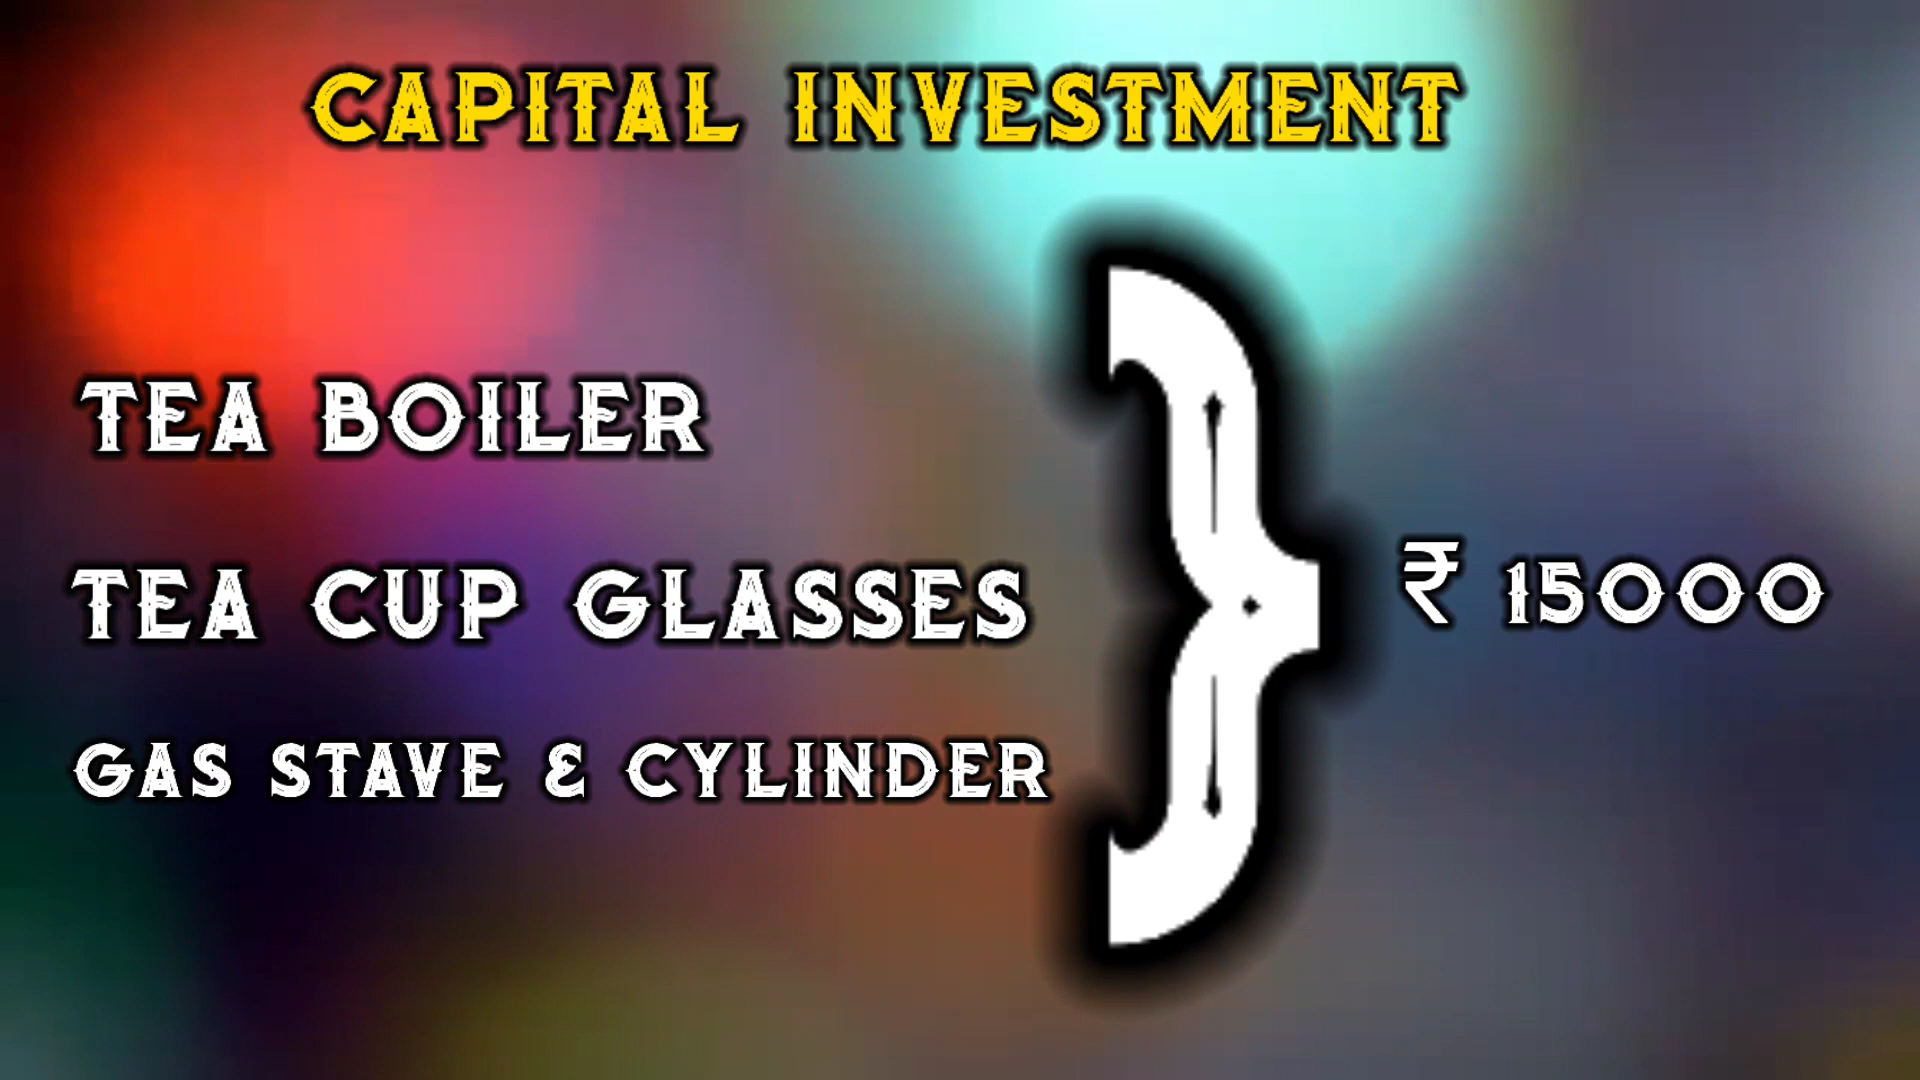 CAPITAL INVESTMENT
TEA BOILER
TEA CUP GLASSES
GAS STAVE & CYLINDER
} ₹ 15000